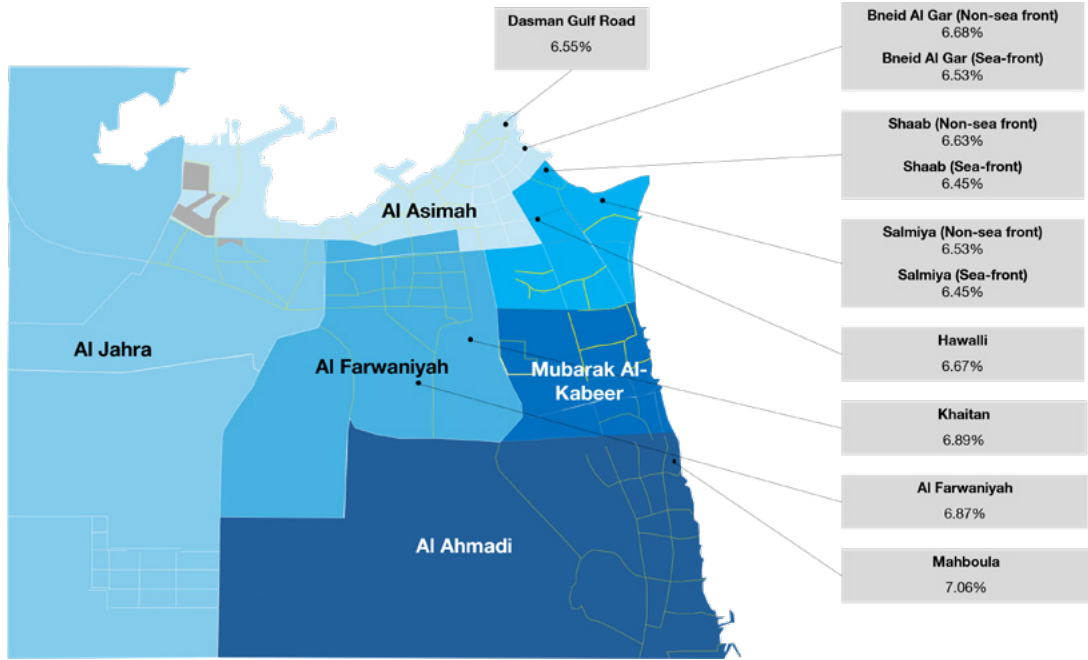 Dasman Gulf Road
6.55%
Bneid Al Gar (Non-sea front)
6.68%
Bneid Al Gar (Sea-front)
6.53%
Shaab (Non-sea front)
6.63%
Shaab (Sea-front)
6.45%
Salmiya (Non-sea front)
6.53%
Salmiya (Sea-front)
6.45%
Hawalli
6.67%
Khaitan
6.89%
Al Farwaniyah
6.87%
Mahboula
7.06%
Al Asimah
Al Jahra
Al Farwaniyah
Mubarak Al-
Kabeer
Al Ahmadi